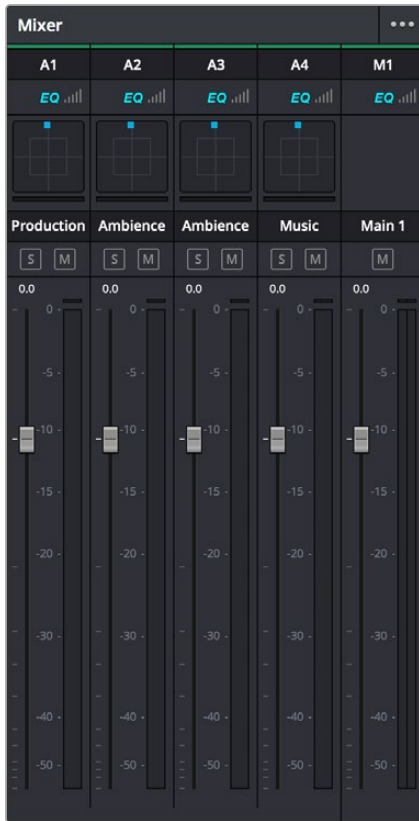 Mixer •••
A1 A2 A3 A4 M1
EQ EQ EQ EQ EQ
Production Ambience Ambience Music Main 1
S M S M S M S M M
0.0 0.0 0.0 0.0 0.0
0- 0- 0- 0- 0-
-5- -5- -5- -5- -5-
-10- -10- -10- -10- -10-
-15- -15- -15- -15- -15-
-20- -20- -20- -20- -20-
-30- -30- -30- -30- -30-
-40- -40- -40- -40- -40-
-50- -50- -50- -50- -50-